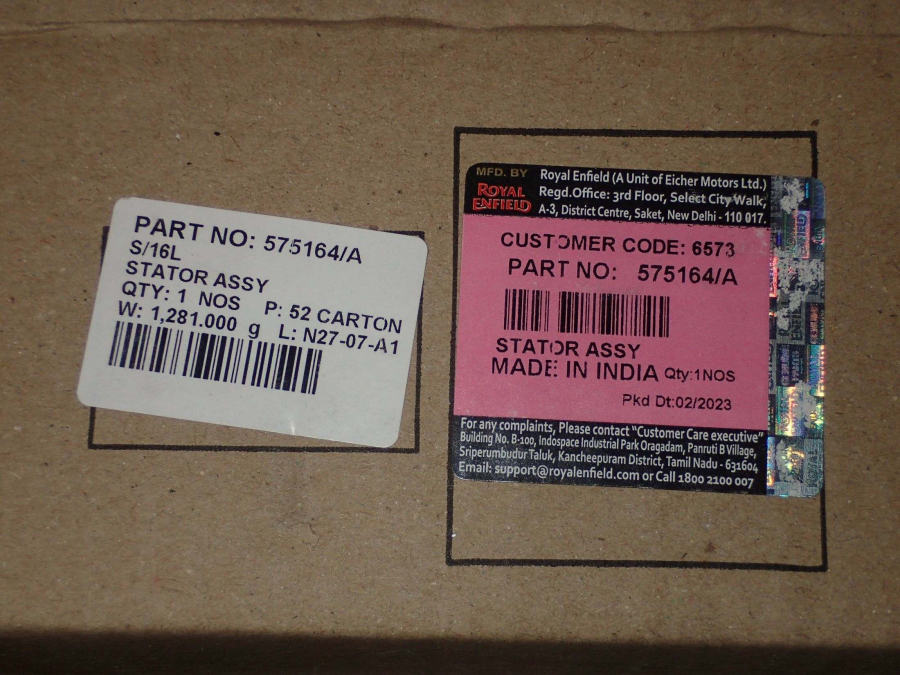 PART NO: 575164/A
S/16L
STATOR ASSY
QTY: 1 NOS P: 52 CARTON
W: 1,281.000 g L: N27-07-A1
MFD. BY
ROYAL
ENFIELD
Royal Enfield (A Unit of Eicher Motors Ltd.)
Regd.Office: 3rd Floor, Select City Walk,
A-3, District Centre, Saket, New Delhi - 110 017.
CUSTOMER CODE: 6573
PART NO: 575164/A
STATOR ASSY
MADE IN INDIA Qty:1NOS
Pkd Dt:02/2023
For any complaints, Please contact "Customer Care executive"
Building No. B-100, Indospace Industrial Park Oragadam, Panruti B Village,
Sriperumbudur Taluk, Kancheepuram District, Tamil Nadu - 631604
Email: support@royalenfield.com or Call 1800 2100 007